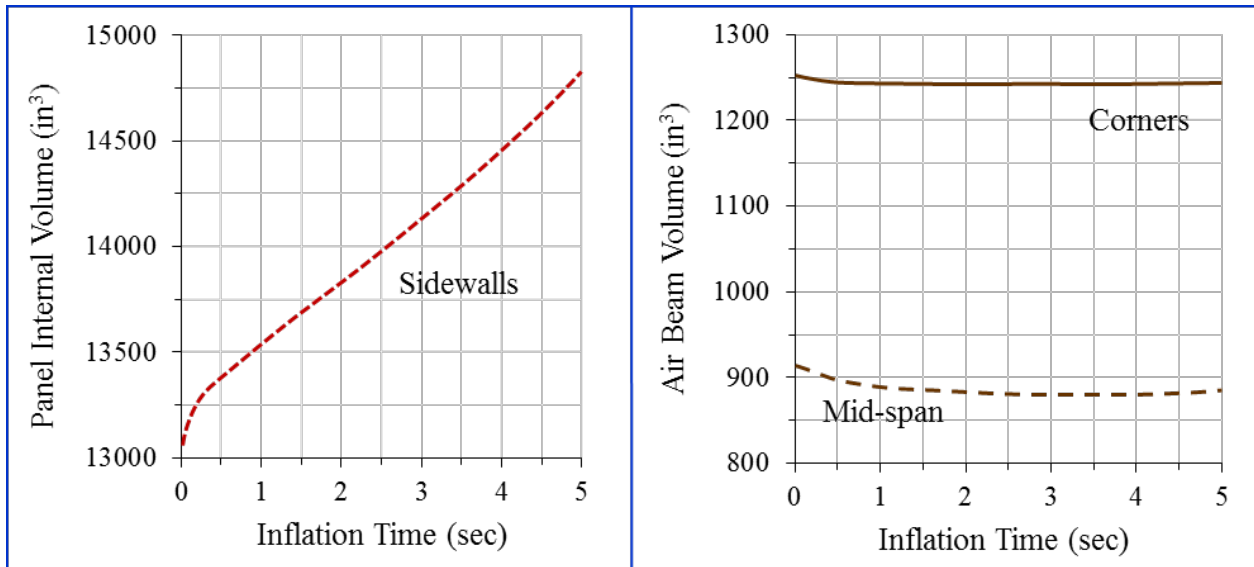 15000
14500
14000
13500
13000
Panel Internal Volume (in³)
Sidewalls
0 1 2 3 4 5
Inflation Time (sec)
1300
1200
1100
1000
900
800
Air Beam Volume (in³)
Corners
Mid-span
0 1 2 3 4 5
Inflation Time (sec)